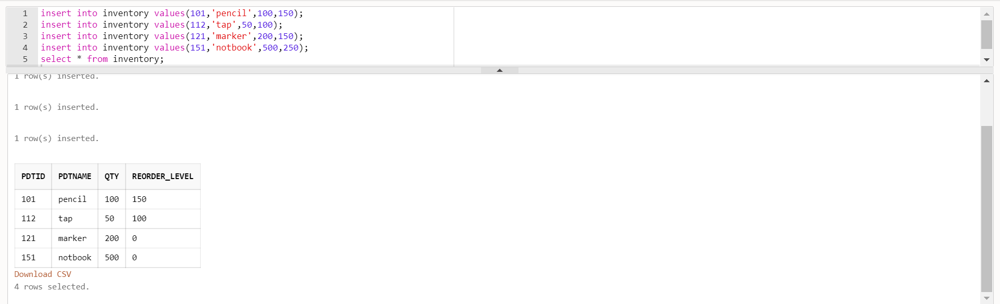 1 insert into inventory values(101,'pencil',100,150);
2 insert into inventory values(112,'tap',50,100);
3 insert into inventory values(121,'marker',200,150);
4 insert into inventory values(151,'notbook',500,250);
5 select * from inventory;
1 row(s) inserted.
1 row(s) inserted.
1 row(s) inserted.
PDTID PDTNAME QTY REORDER_LEVEL
101 pencil 100 150
112 tap 50 100
121 marker 200 0
151 notbook 500 0
Download CSV
4 rows selected.